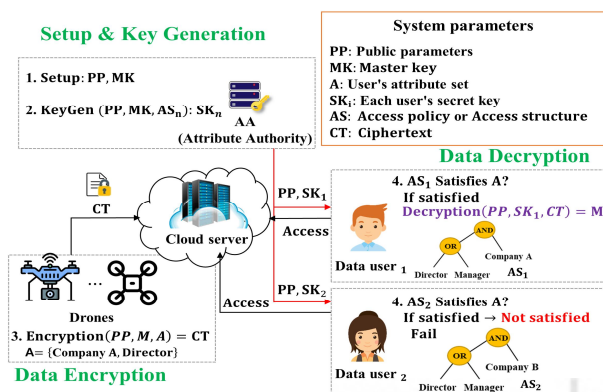 Setup & Key Generation
1. Setup: PP, MK
2. KeyGen (PP, MK, ASn): SKn
AA
(Attribute Authority)
System parameters
PP: Public parameters
MK: Master key
A: User's attribute set
SKi: Each user's secret key
AS: Access policy or Access structure
CT: Ciphertext
CT
Cloud server
PP, SK1
Access
PP, SK2
Access
Drones
3. Encryption(PP, M, A) = CT
A= {Company A, Director}
Data Encryption
Data Decryption
4. AS1 Satisfies A?
If satisfied
Decryption(PP, SK1, CT) = M
AND
OR
Company A
Director Manager
AS1
Data user 1
4. AS2 Satisfies A?
If satisfied → Not satisfied
Fail
AND
OR
Company B
Director Manager
AS2
Data user 2